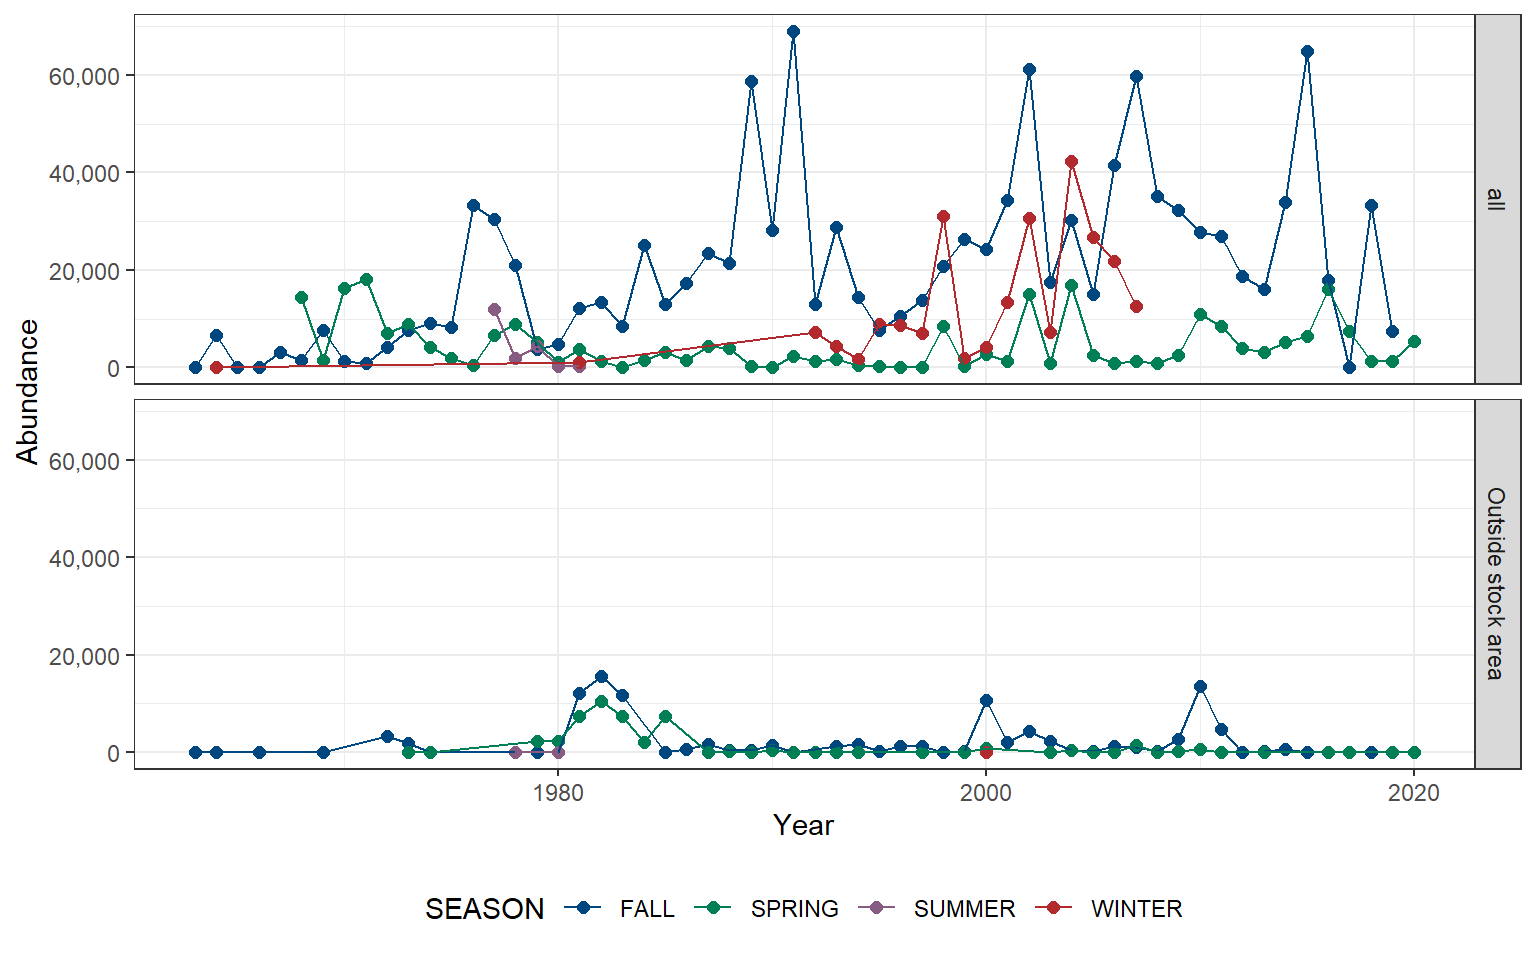 60,000
40,000
20,000
0
all
60,000
40,000
20,000
0
Outside stock area
Abundance
1980 2000 2020
Year
SEASON FALL SPRING SUMMER WINTER